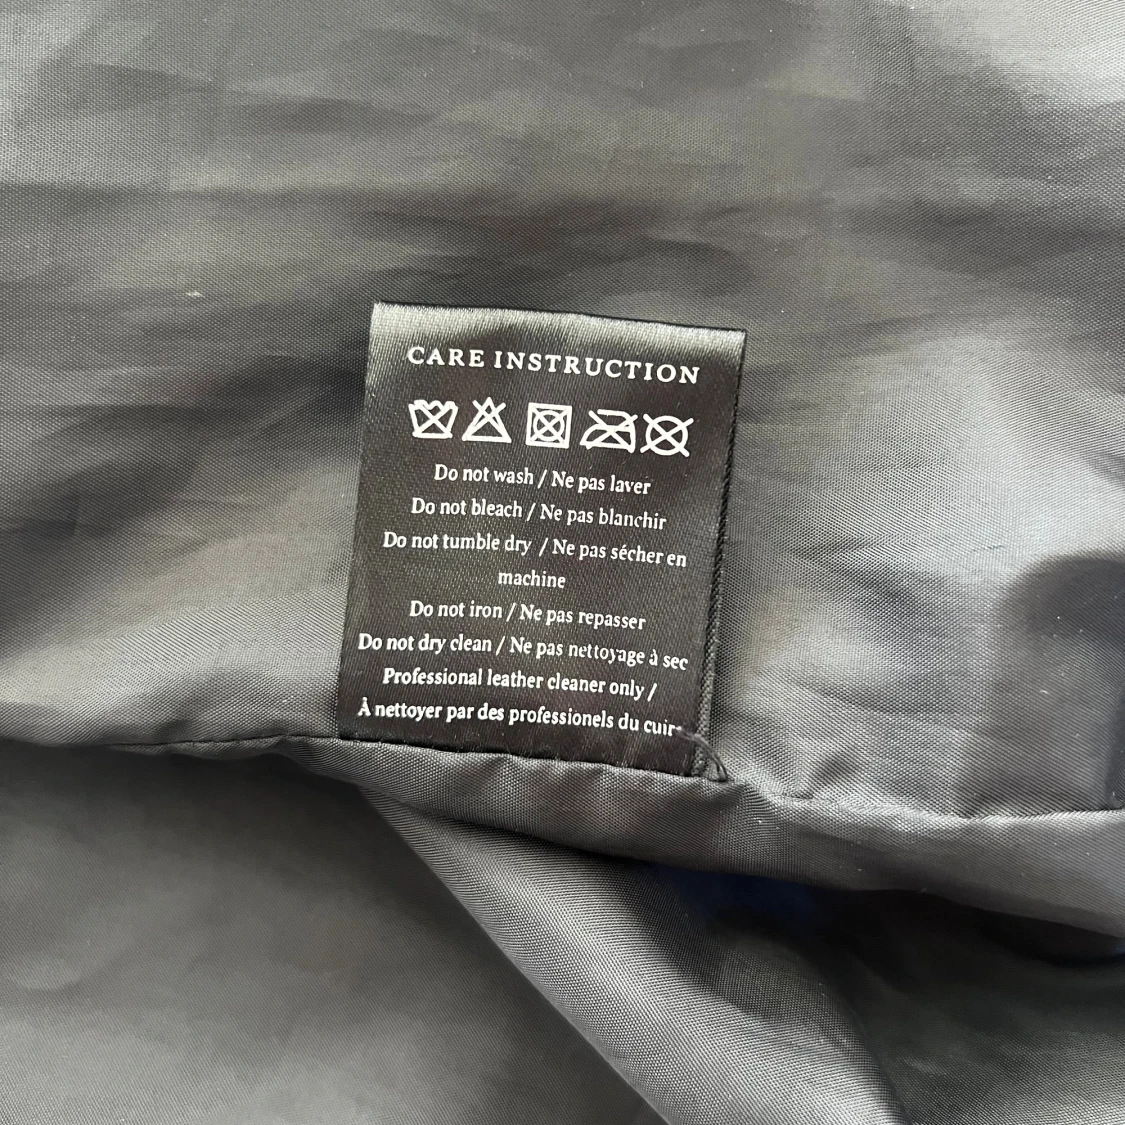 CARE INSTRUCTION
Do not wash / Ne pas laver
Do not bleach / Ne pas blanchir
Do not tumble dry / Ne pas sécher en
machine
Do not iron / Ne pas repasser
Do not dry clean / Ne pas nettoyage à sec
Professional leather cleaner only /
À nettoyer par des professionels du cuir